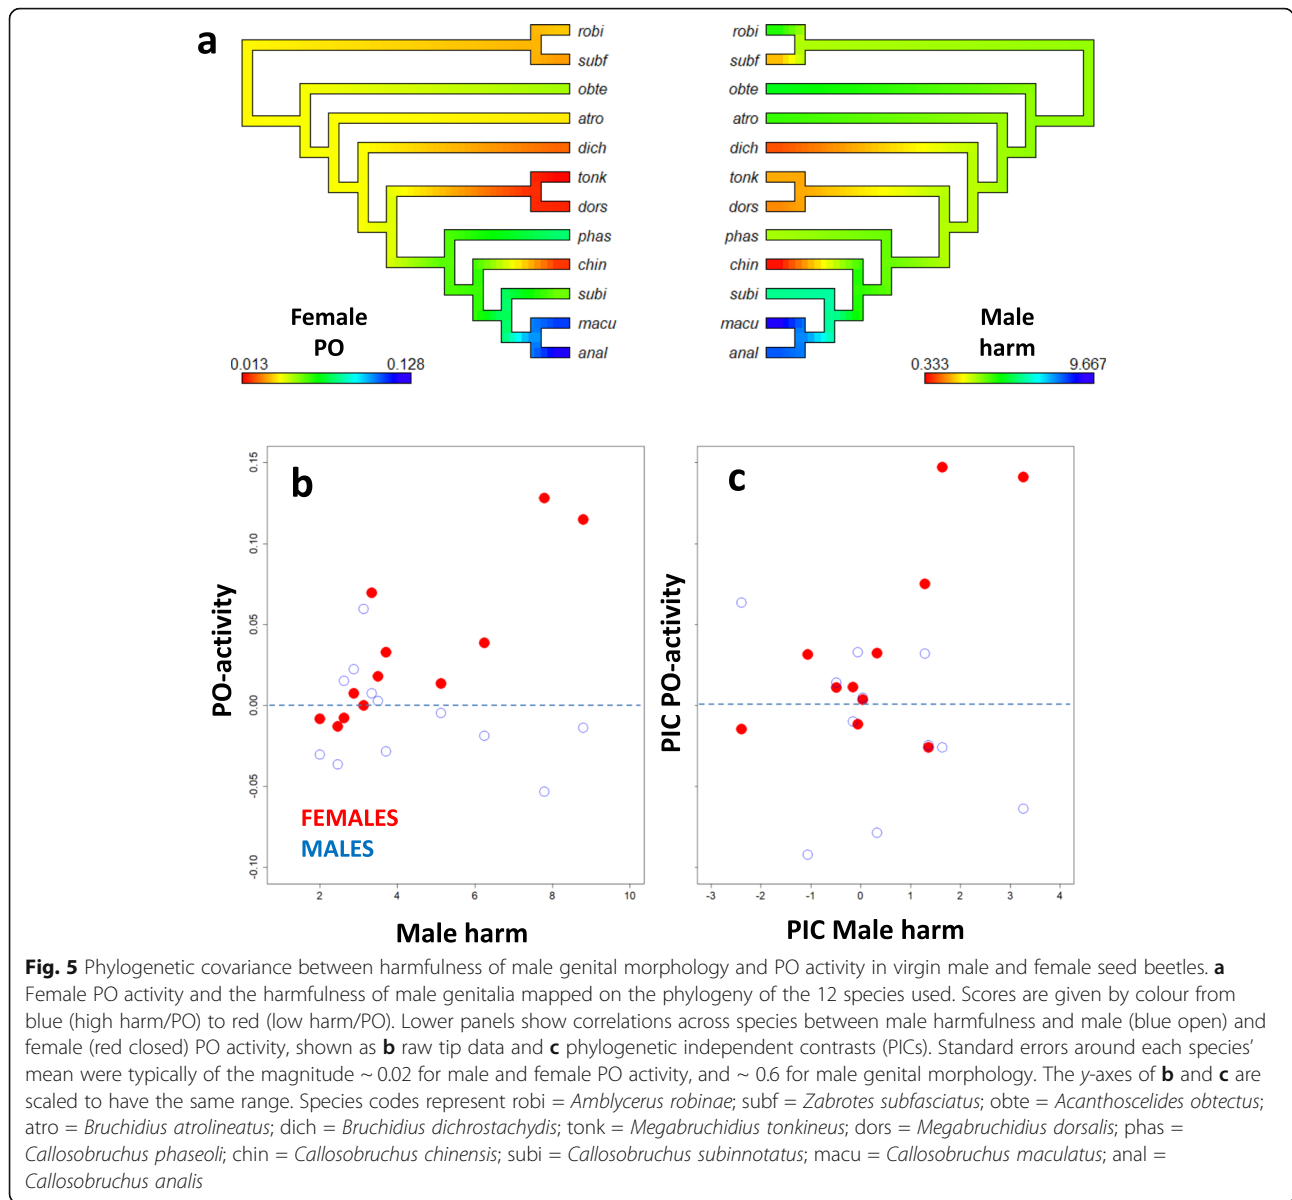 a
robi
subf
obte
atro
dich
tonk
dors
phas
chin
subi
macu
anal
Female
PO
0.013 0.128
robi
subf
obte
atro
dich
tonk
dors
phas
chin
subi
macu
anal
Male
harm
0.333 9.667
b
PO-activity
0.15
0.10
0.05
0.00
-0.05
-0.10
FEMALES
MALES
2 4 6 8 10
Male harm
c
PIC PO-activity
-3 -2 -1 0 1 2 3 4
PIC Male harm
Fig. 5 Phylogenetic covariance between harmfulness of male genital morphology and PO activity in virgin male and female seed beetles. a
Female PO activity and the harmfulness of male genitalia mapped on the phylogeny of the 12 species used. Scores are given by colour from
blue (high harm/PO) to red (low harm/PO). Lower panels show correlations across species between male harmfulness and male (blue open) and
female (red closed) PO activity, shown as b raw tip data and c phylogenetic independent contrasts (PICs). Standard errors around each species'
mean were typically of the magnitude ~ 0.02 for male and female PO activity, and ~ 0.6 for male genital morphology. The y-axes of b and c are
scaled to have the same range. Species codes represent robi = Amblycerus robinae; subf = Zabrotes subfasciatus; obte = Acanthoscelides obtectus;
atro = Bruchidius atrolineatus; dich = Bruchidius dichrostachydis; tonk = Megabruchidius tonkineus; dors = Megabruchidius dorsalis; phas =
Callosobruchus phaseoli; chin = Callosobruchus chinensis; subi = Callosobruchus subinnotatus; macu = Callosobruchus maculatus; anal =
Callosobruchus analis